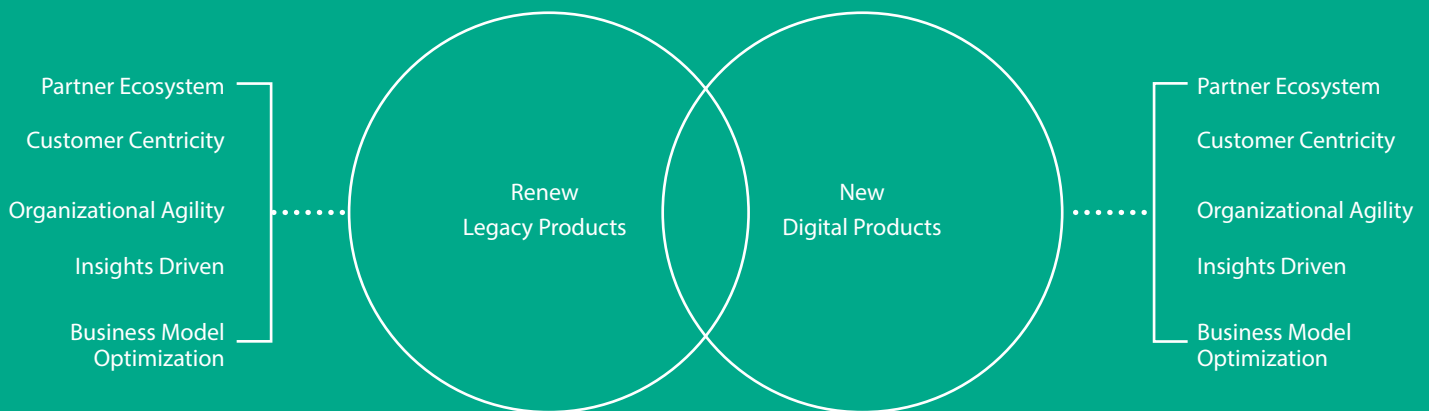 Partner Ecosystem
Customer Centricity
Organizational Agility
Insights Driven
Business Model
Optimization
Renew
Legacy Products
New
Digital Products
Partner Ecosystem
Customer Centricity
Organizational Agility
Insights Driven
Business Model
Optimization